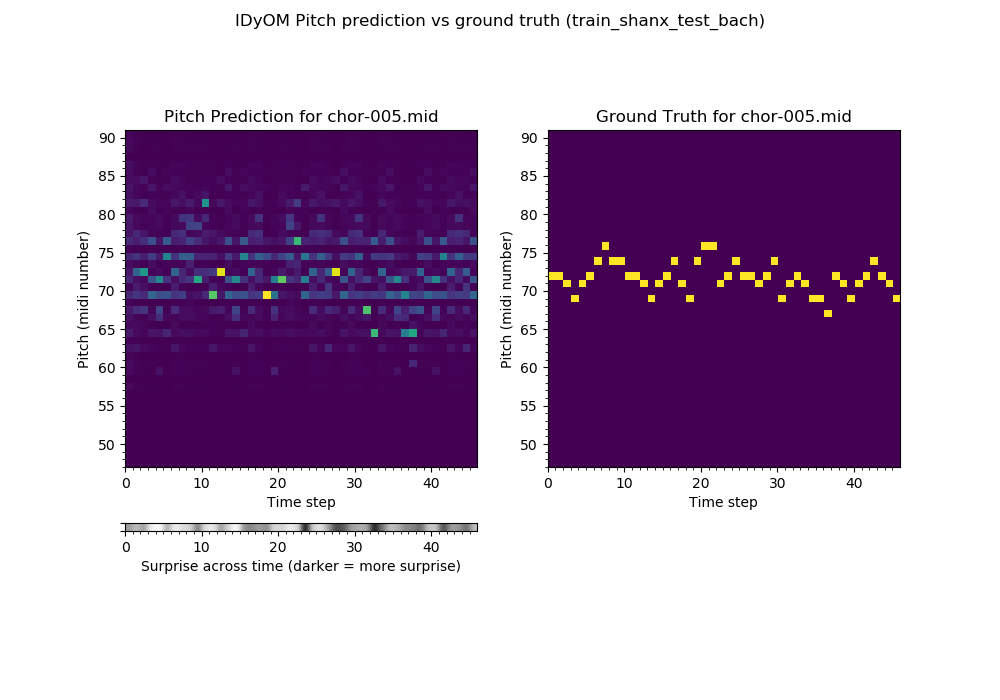 IDyOM Pitch prediction vs ground truth (train_shanx_test_bach)
Pitch Prediction for chor-005.mid
90
85
80
75
70
65
60
55
50
Pitch (midi number)
0 10 20 30 40
Time step
Ground Truth for chor-005.mid
90
85
80
75
70
65
60
55
50
Pitch (midi number)
0 10 20 30 40
Time step
0 10 20 30 40
Surprise across time (darker = more surprise)